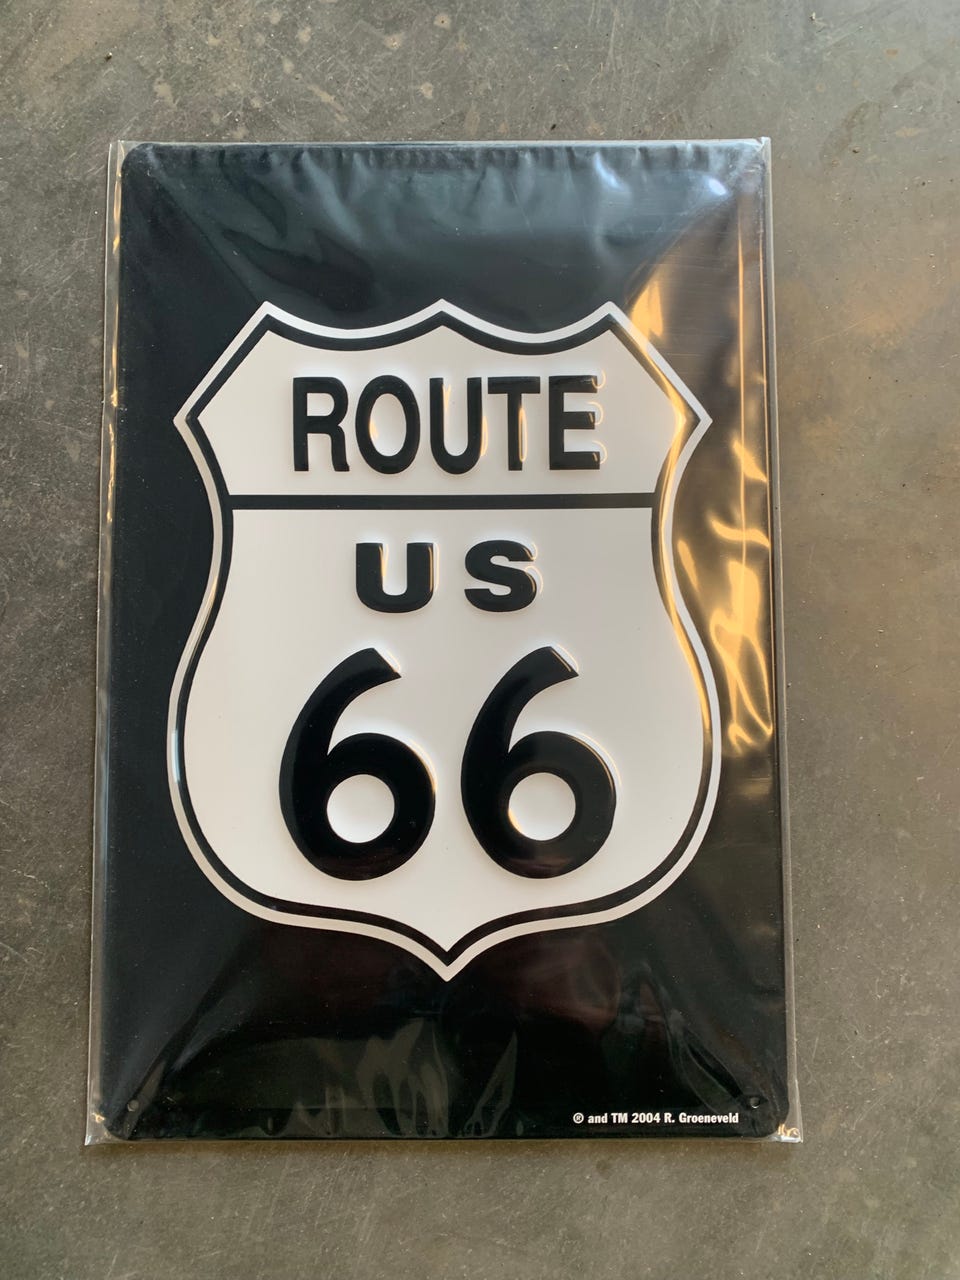 ROUTE
US
66
® and TM 2004 R. Groeneveld